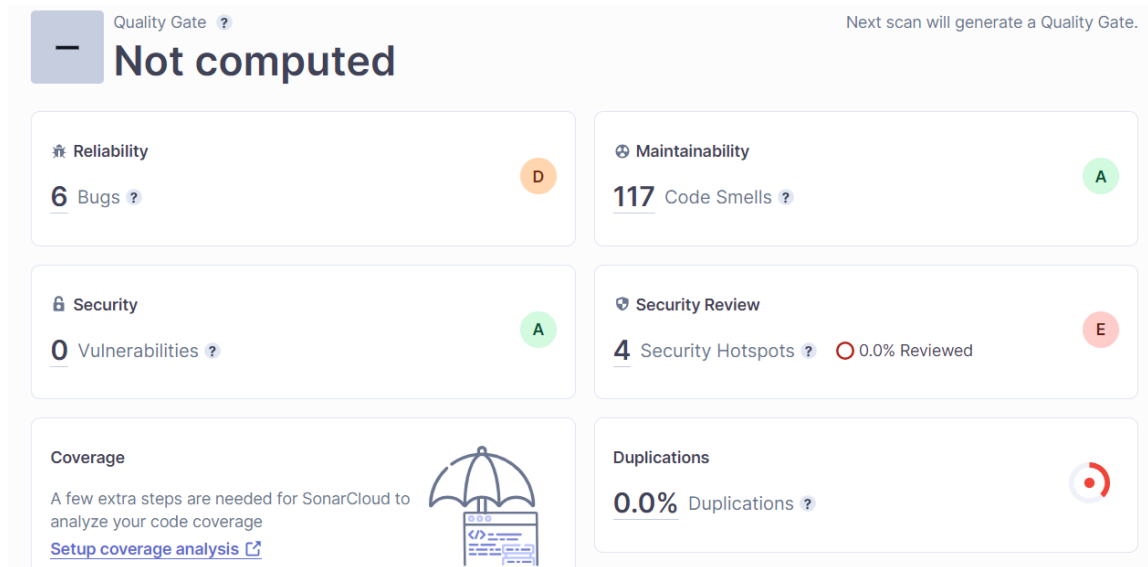 Quality Gate ?
Next scan will generate a Quality Gate.
Not computed
Reliability
6 Bugs ?
D
Maintainability
117 Code Smells ?
A
Security
0 Vulnerabilities ?
A
Security Review
4 Security Hotspots ? 0.0% Reviewed
E
Coverage
A few extra steps are needed for SonarCloud to
analyze your code coverage
Setup coverage analysis
</>
Duplications
0.0% Duplications ?